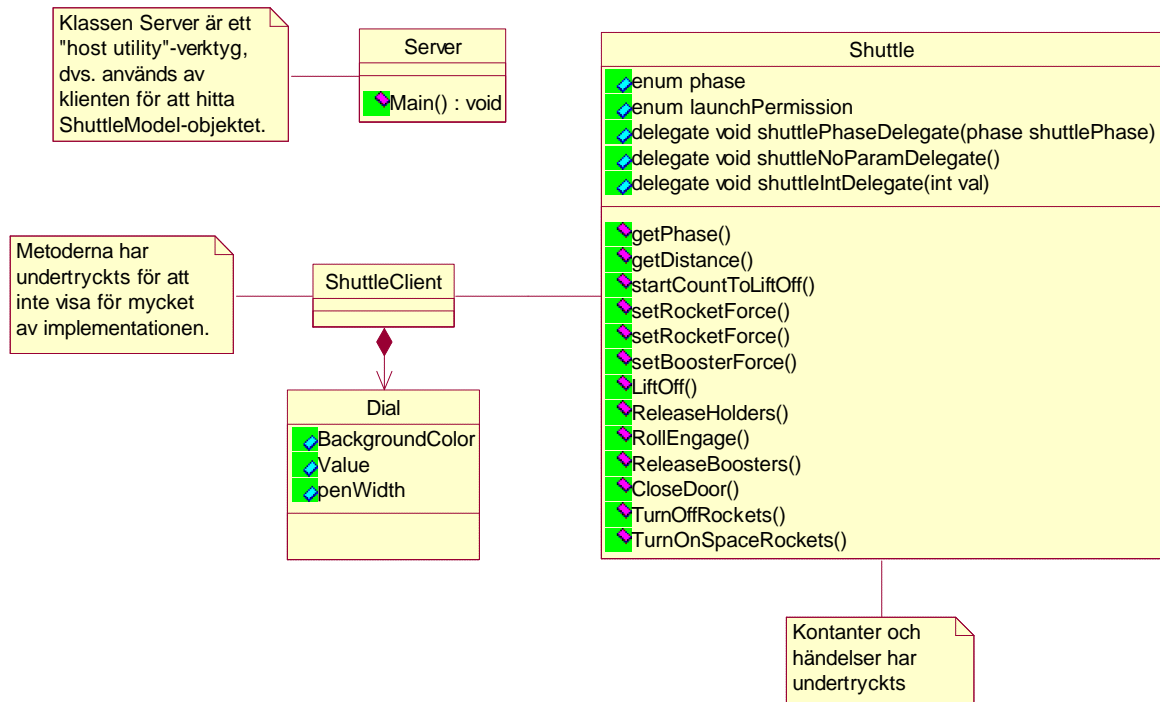 Klassen Server är ett
"host utility"-verktyg,
dvs. används av
klienten för att hitta
ShuttleModel-objektet.
Server
Main() : void
Shuttle
enum phase
enum launchPermission
delegate void shuttlePhaseDelegate(phase shuttlePhase)
delegate void shuttleNoParamDelegate()
delegate void shuttleIntDelegate(int val)
getPhase()
getDistance()
startCountToLiftOff()
setRocketForce()
setRocketForce()
setBoosterForce()
LiftOff()
ReleaseHolders()
RollEngage()
ReleaseBoosters()
CloseDoor()
TurnOffRockets()
TurnOnSpaceRockets()
Metoderna har
undertryckts för att
inte visa för mycket
av implementationen.
ShuttleClient
Dial
BackgroundColor
Value
penWidth
Kontanter och
händelser har
undertryckts